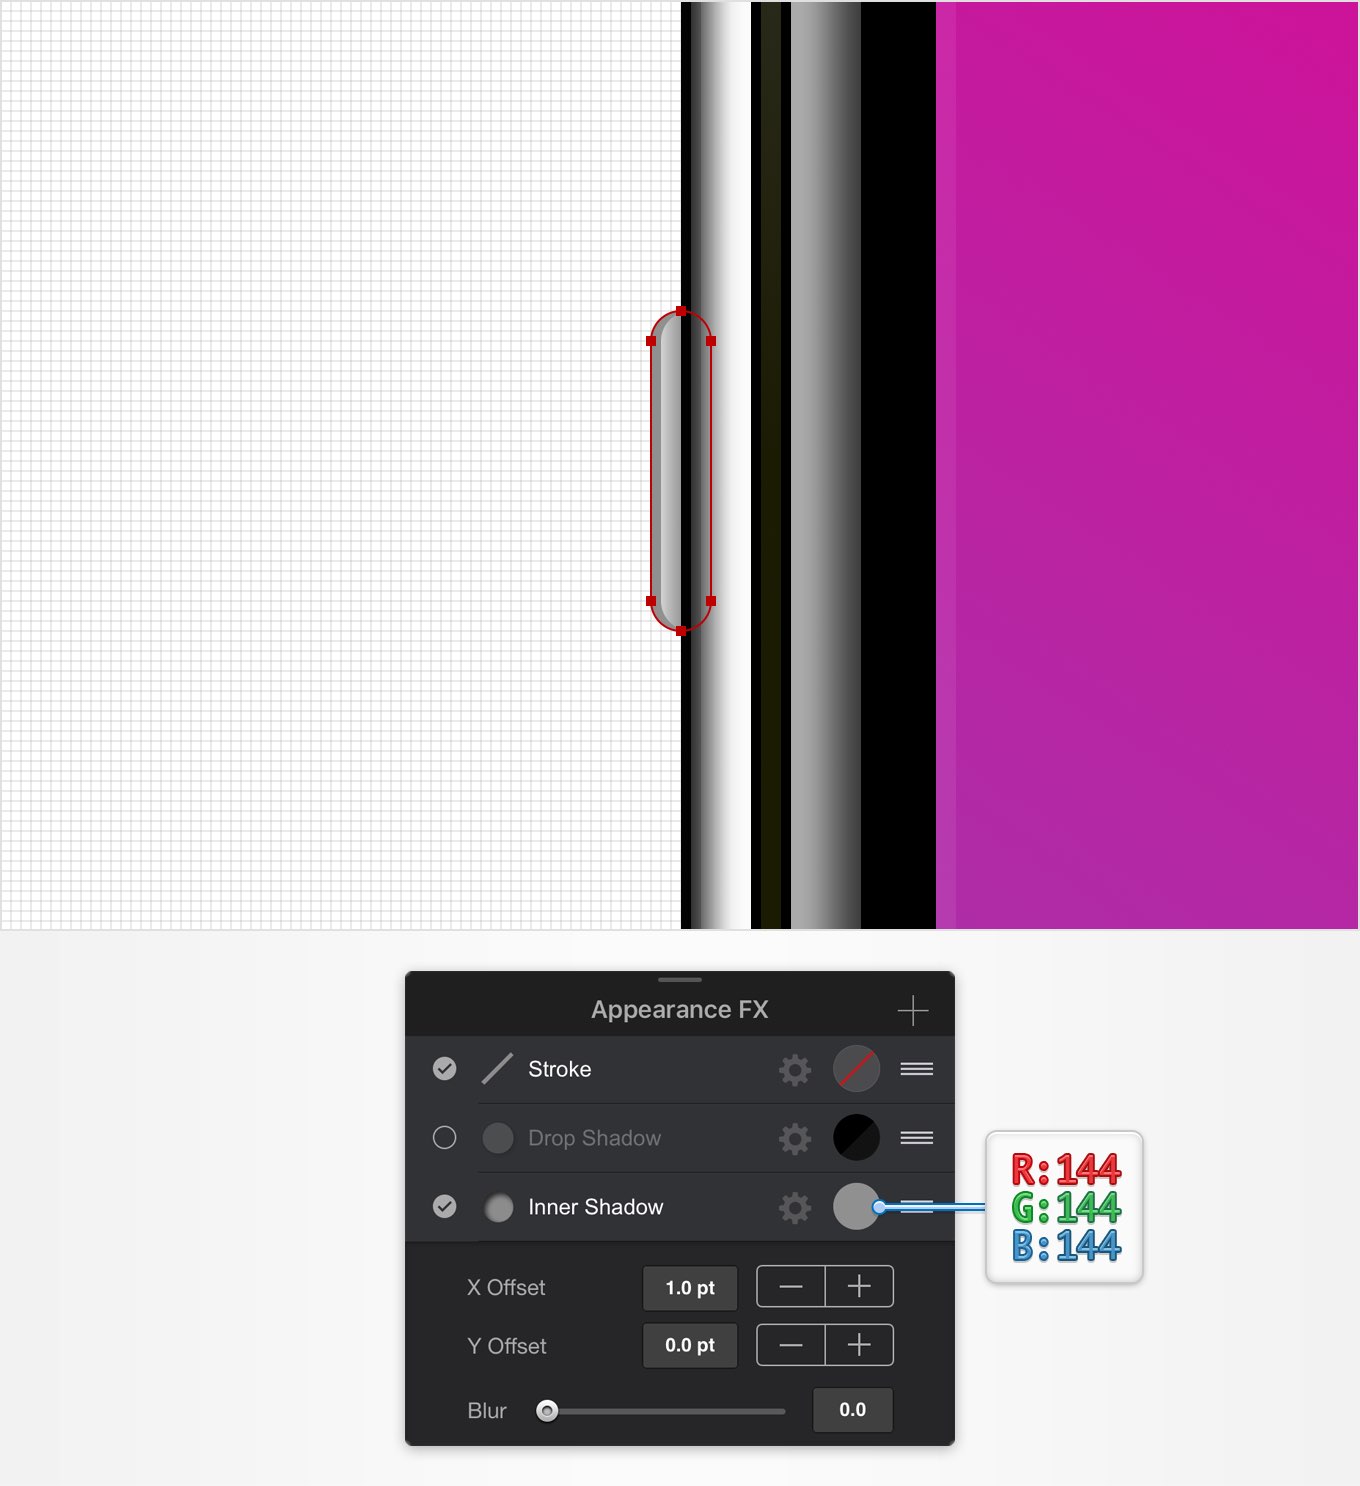 Appearance FX
Stroke
Drop Shadow
Inner Shadow
R:144
G:144
B:144
X Offset 1.0 pt
Y Offset 0.0 pt
Blur 0.0